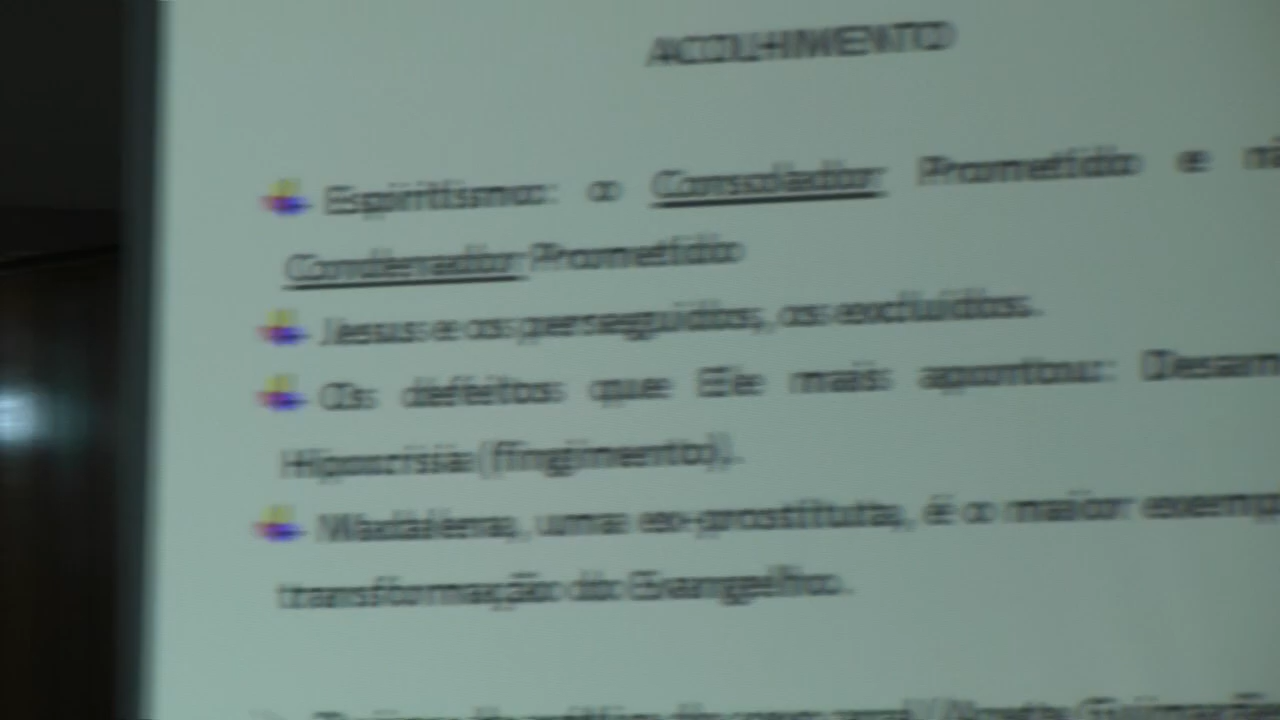 ACOLHIMENTO
Espiritismo: o Consolador Prometido e
Condenador Prometido
Jesus e os perseguidos, os excluídos.
Os defeitos que Ele mais apontou:
Hipocrisia (fingimento).
Madalena, uma ex-prostituta, é o maior
transformação do Evangelho.